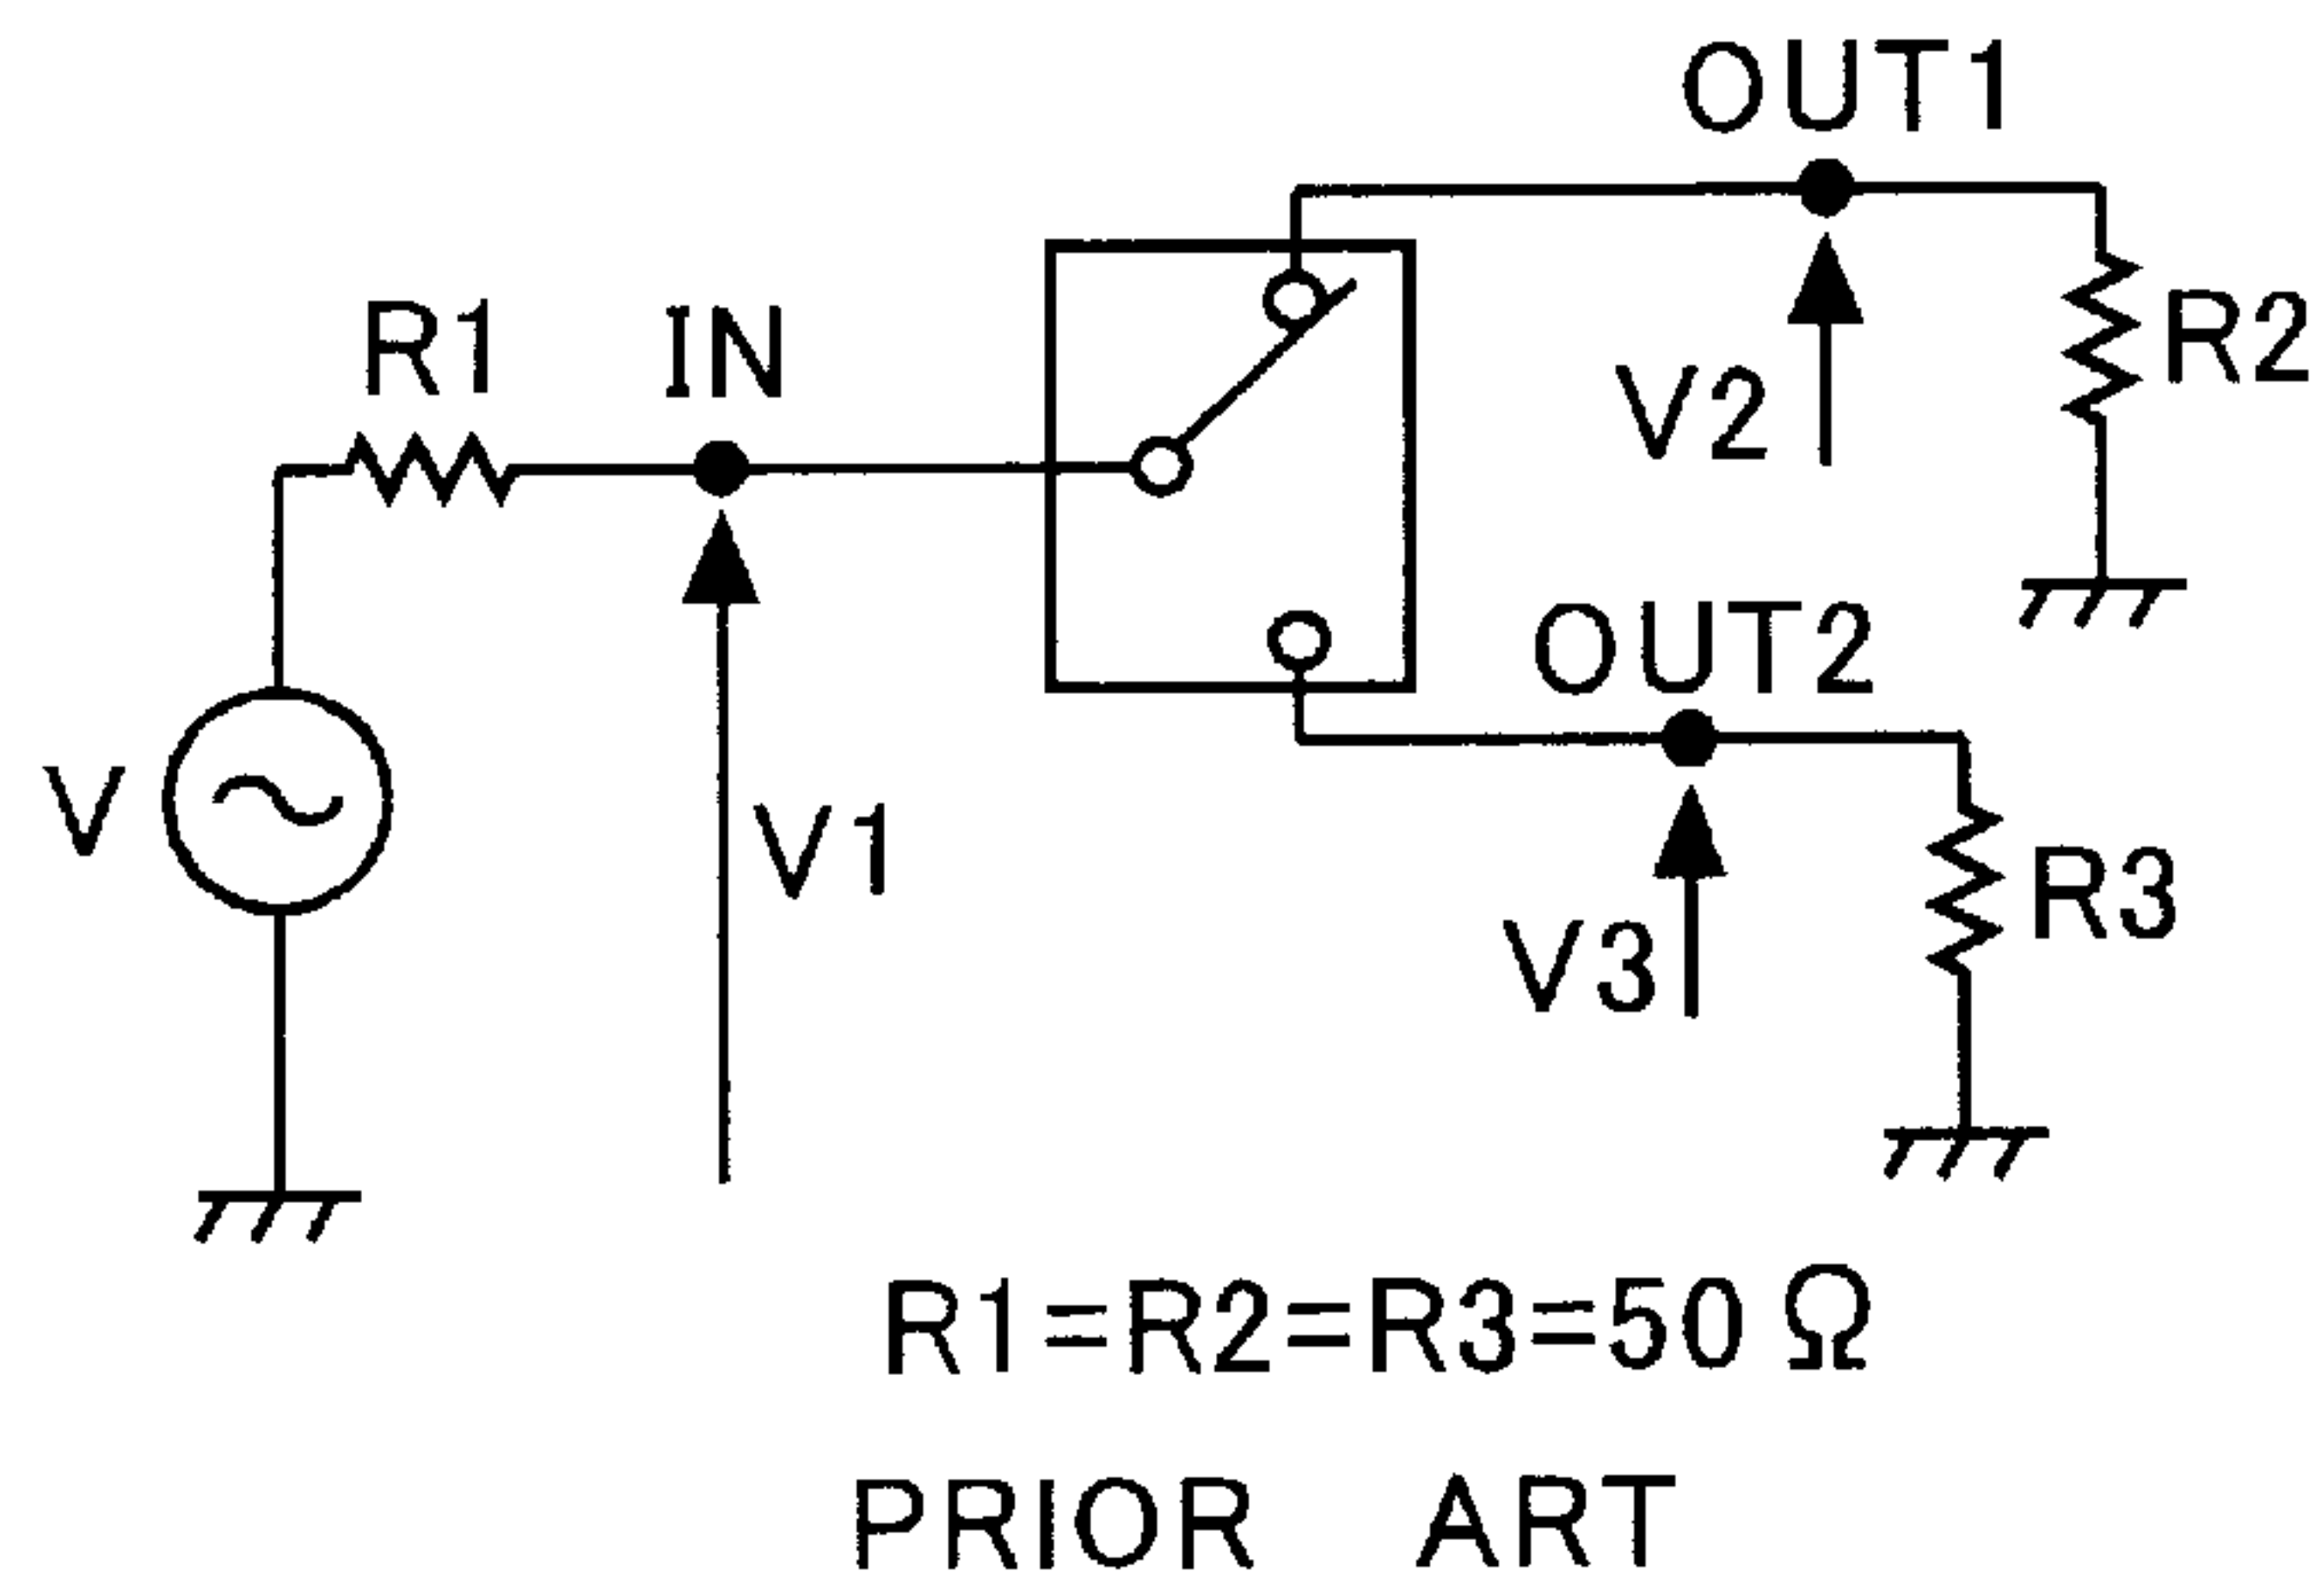 OUT1
R1
IN
R2
V2
OUT2
V
V1
R3
V3
R1=R2=R3=50 Ω
PRIOR ART